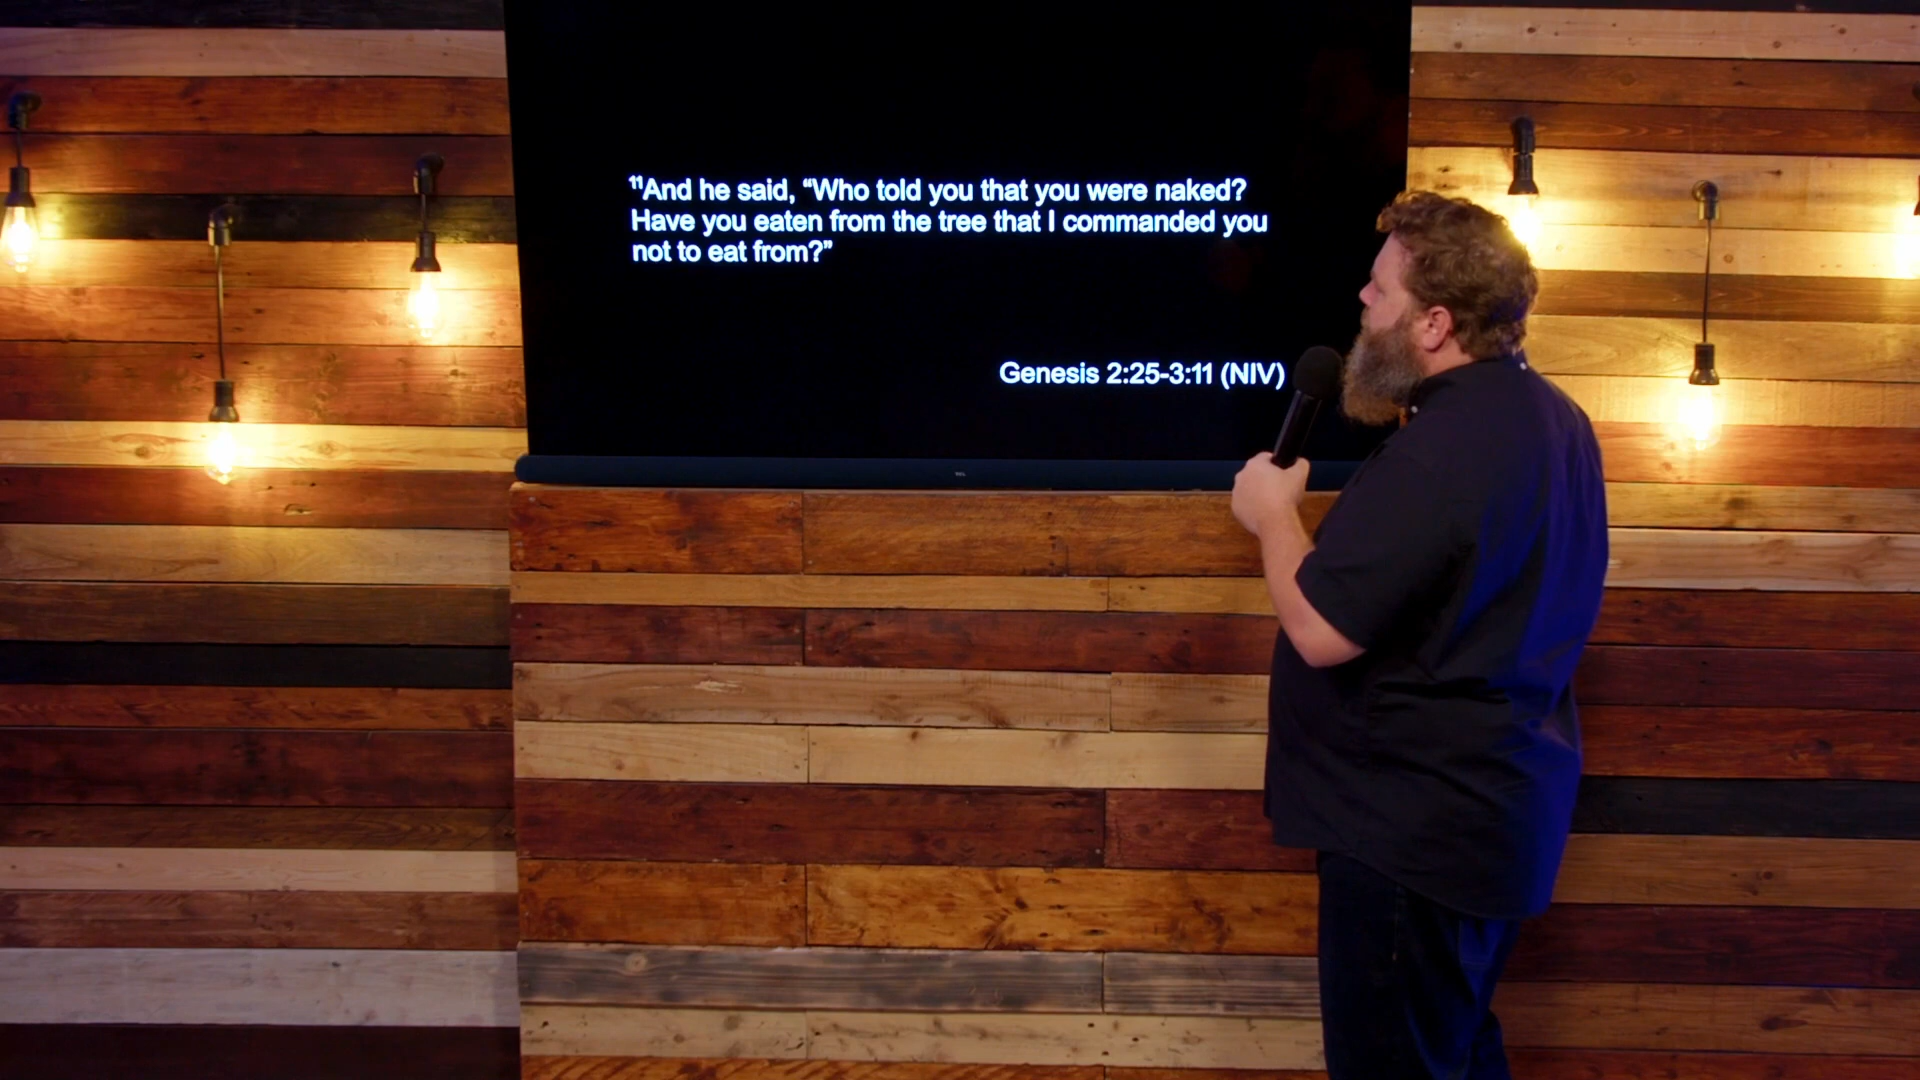 ¹¹And he said, “Who told you that you were naked?
Have you eaten from the tree that I commanded you
not to eat from?”
Genesis 2:25-3:11 (NIV)
TCL